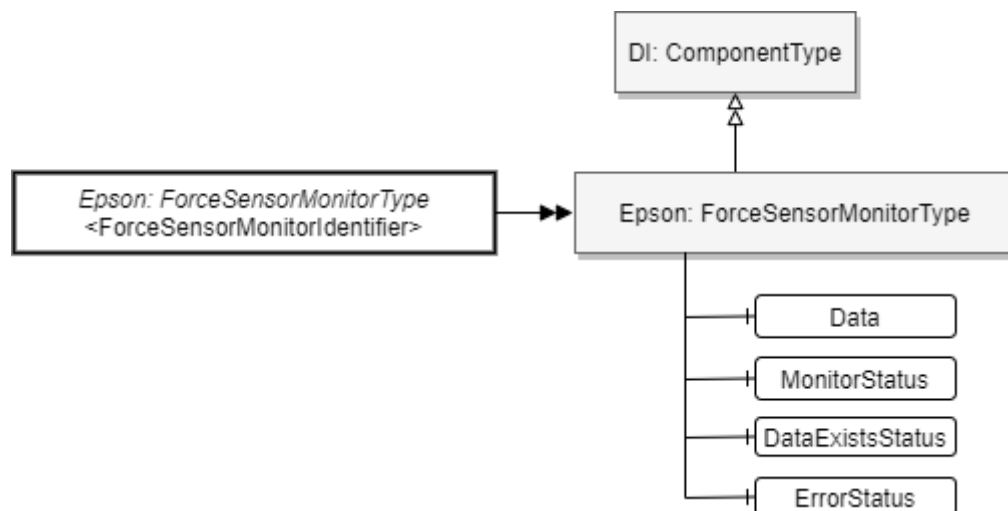 DI: ComponentType
Epson: ForceSensorMonitorType
<ForceSensorMonitorIdentifier>
Epson: ForceSensorMonitorType
Data
MonitorStatus
DataExistsStatus
ErrorStatus